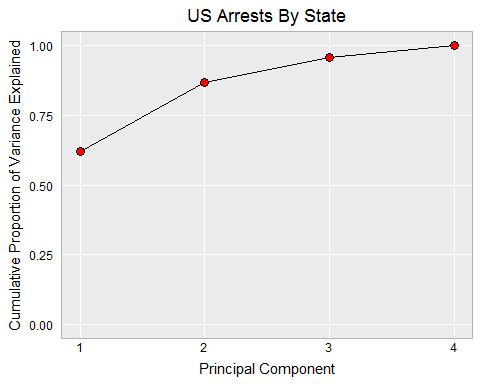 US Arrests By State
Cumulative Proportion of Variance Explained
1.00
0.75
0.50
0.25
0.00
1 2 3 4
Principal Component